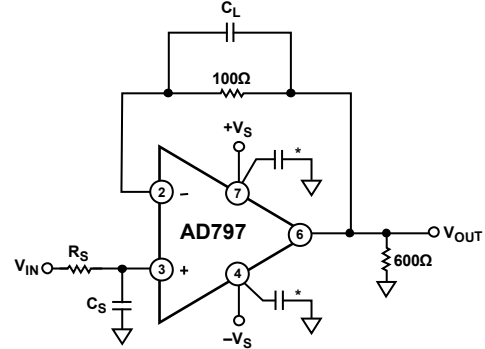 C_L
100Ω
+V_S
*
2
–
7
AD797
6
V_OUT
V_IN
R_S
3
+
4
600Ω
C_S
*
–V_S